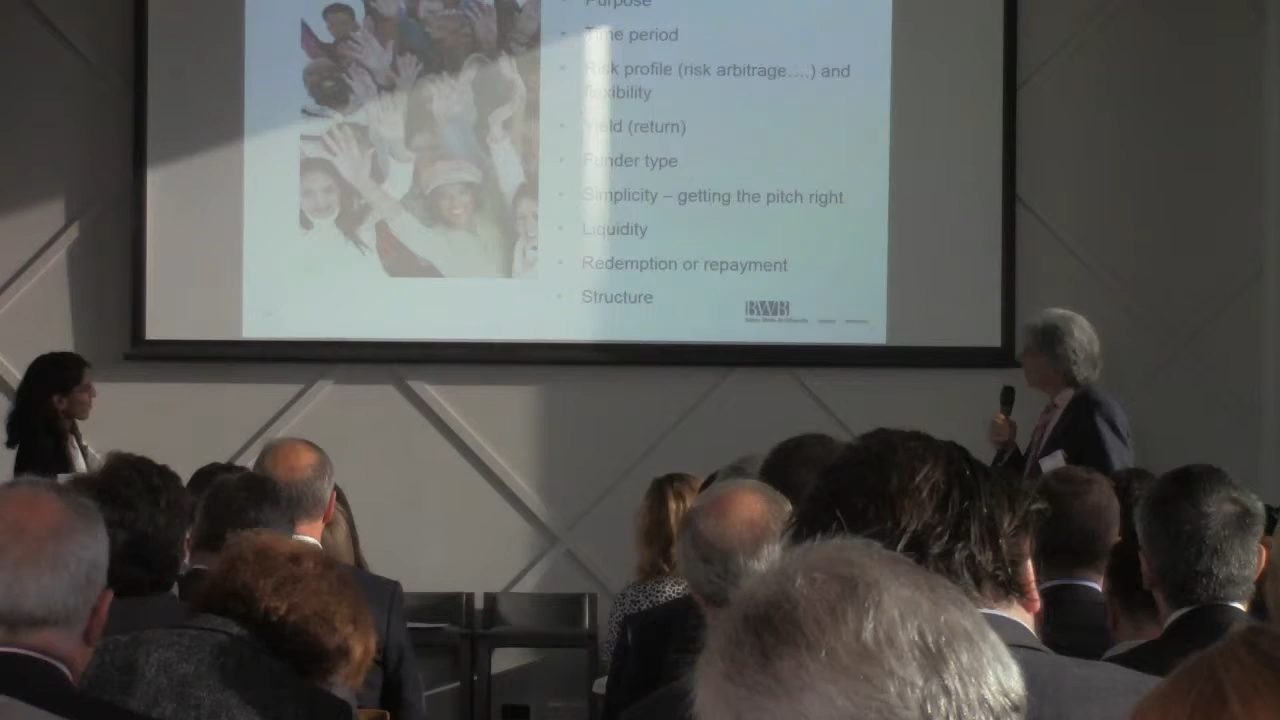 Purpose
Time period
Risk profile (risk arbitrage....) and
flexibility
Yield (return)
Funder type
Simplicity – getting the pitch right
Liquidity
Redemption or repayment
Structure
BWB